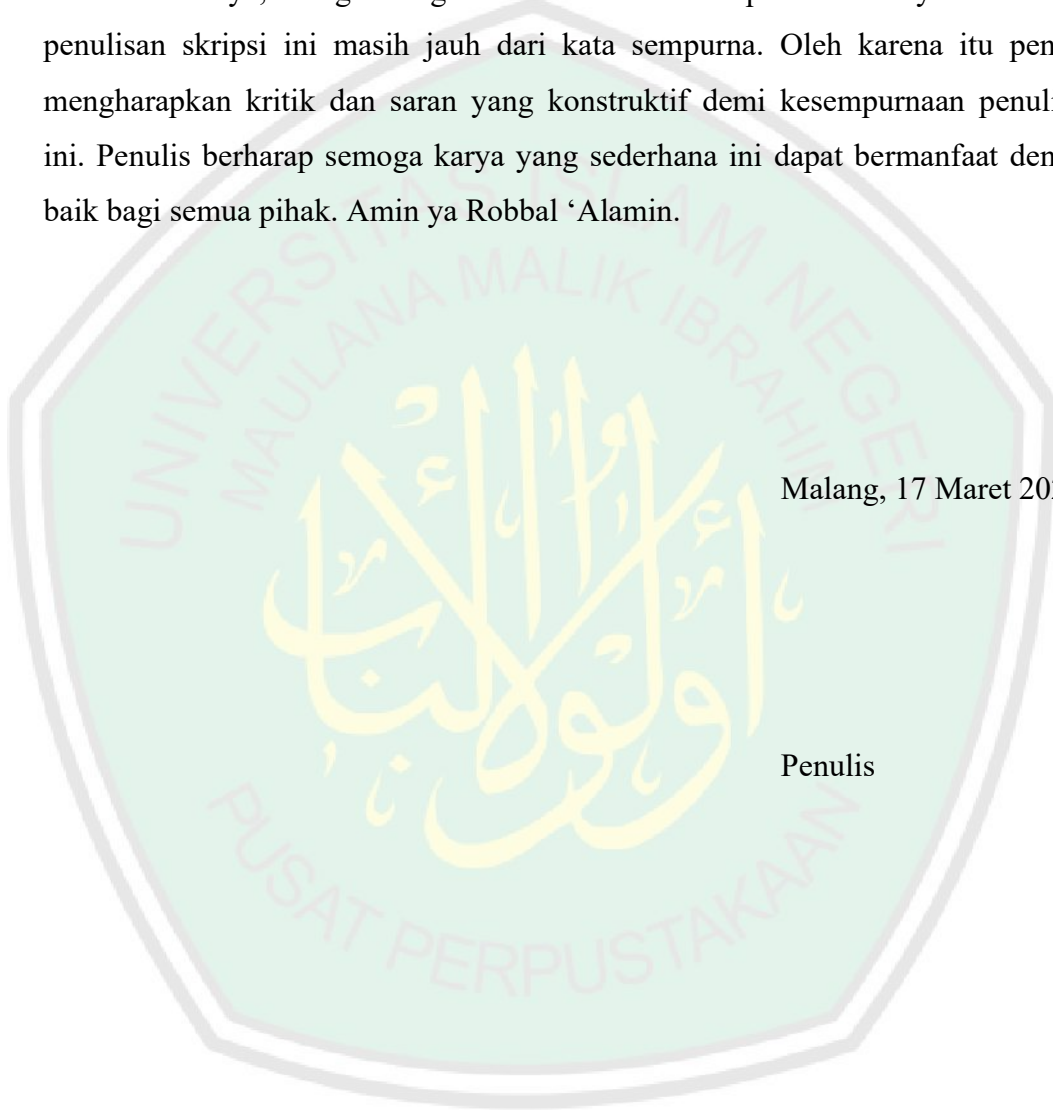 penulisan skripsi ini masih jauh dari kata sempurna. Oleh karena itu pen
mengharapkan kritik dan saran yang konstruktif demi kesempurnaan penuli
ini. Penulis berharap semoga karya yang sederhana ini dapat bermanfaat den
baik bagi semua pihak. Amin ya Robbal ‘Alamin.
UNIVERSITAS ISLAM NEGERI
MAULANA MALIK IBRAHIM
Malang, 17 Maret 20
أولوا الألباب
Penulis
PUSAT PERPUSTAKAAN